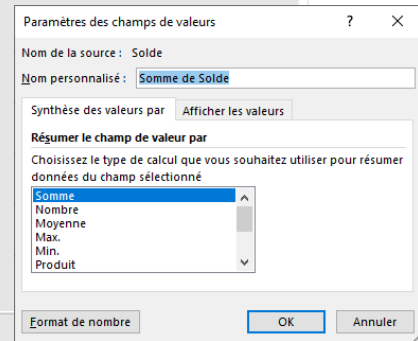 Paramètres des champs de valeurs ? ×
Nom de la source : Solde
Nom personnalisé : Somme de Solde
Synthèse des valeurs par Afficher les valeurs
Résumer le champ de valeur par
Choisissez le type de calcul que vous souhaitez utiliser pour résumer
données du champ sélectionné
Somme
Nombre
Moyenne
Max.
Min.
Produit
Format de nombre OK Annuler